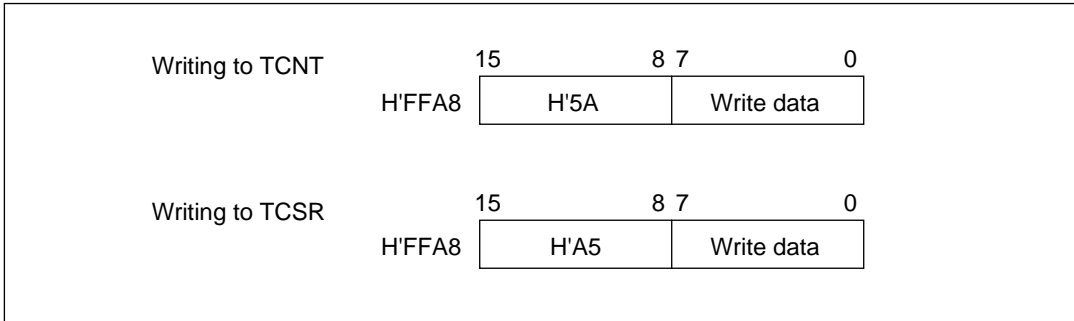 Writing to TCNT
15 8 7 0
H'FFA8 H'5A Write data
Writing to TCSR
15 8 7 0
H'FFA8 H'A5 Write data